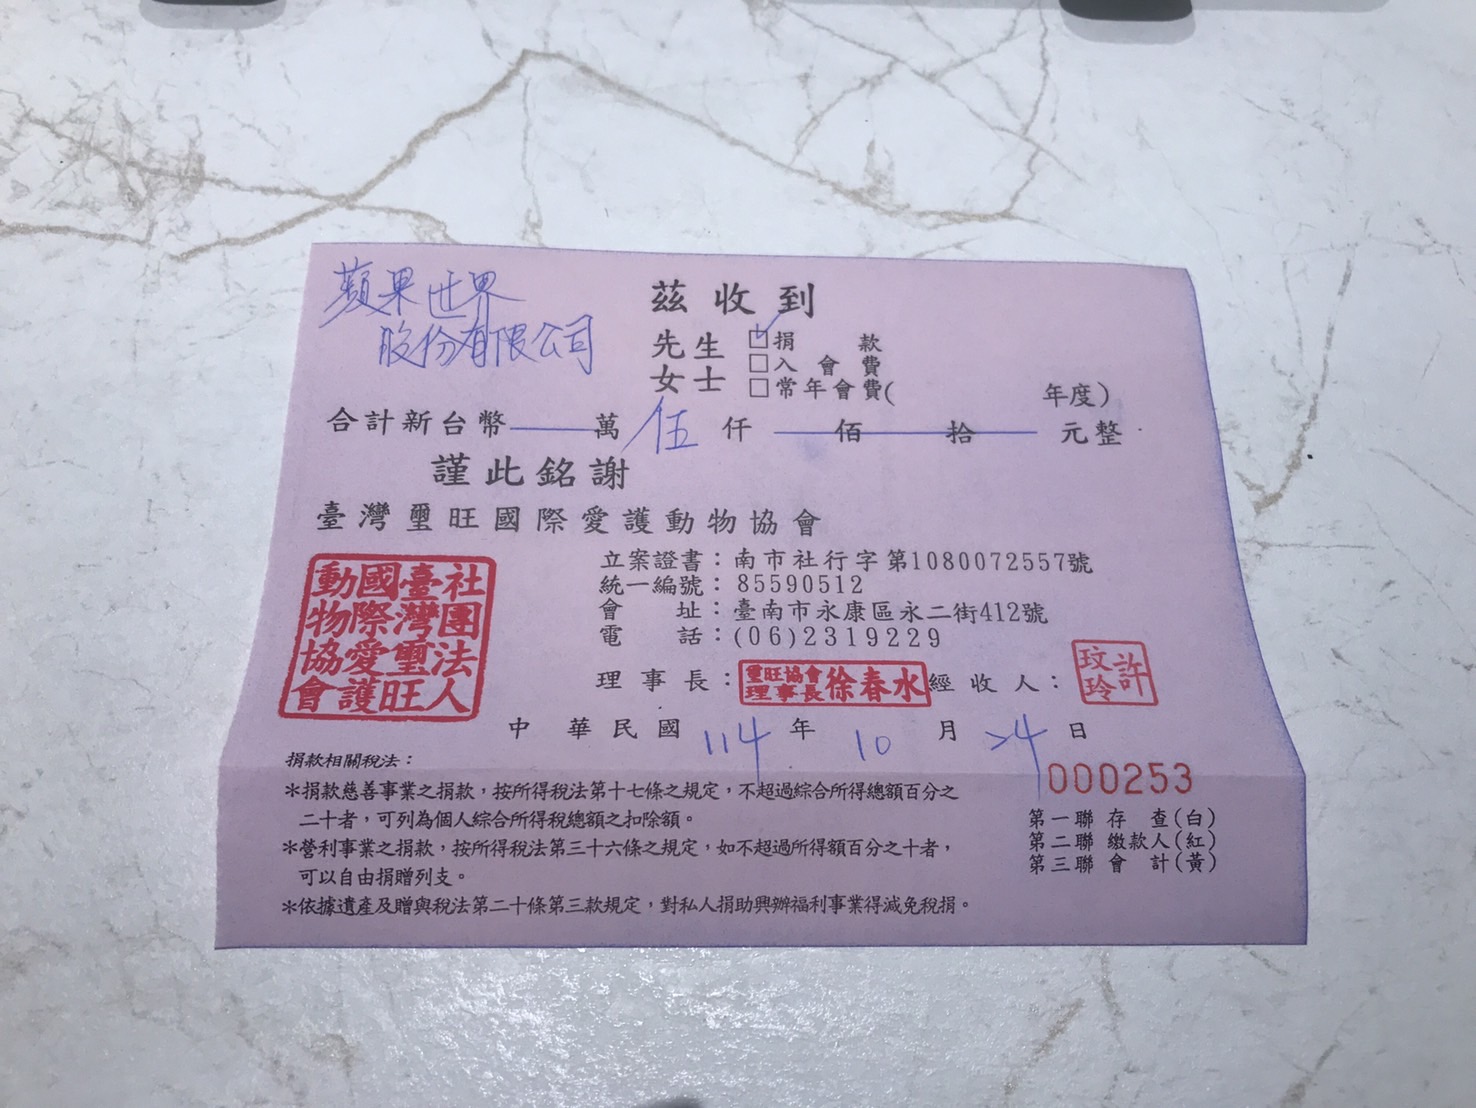 蘋果世界
股份有限公司
茲收到
先生
女士
☑捐款
□入會費
□常年會費( 年度)
合計新台幣——萬伍仟——佰——拾——元整
謹此銘謝
臺灣璽旺國際愛護動物協會
立案證書：南市社行字第1080072557號
統一編號：85590512
會址：臺南市永康區永二街412號
電話：(06)2319229
社團法人
臺灣璽旺
國際愛護
動物協會
理事長：璽旺協會理事長徐春水 經收人：許玟玲
中華民國114年10月24日
000253
捐款相關稅法：
＊捐款慈善事業之捐款，按所得稅法第十七條之規定，不超過綜合所得總額百分之
二十者，可列為個人綜合所得稅總額之扣除額。
＊營利事業之捐款，按所得稅法第三十六條之規定，如不超過所得額百分之十者，
可以自由捐贈列支。
＊依據遺產及贈與稅法第二十條第三款規定，對私人捐助興辦福利事業得減免稅捐。
第一聯 存查(白)
第二聯 繳款人(紅)
第三聯 會計(黃)